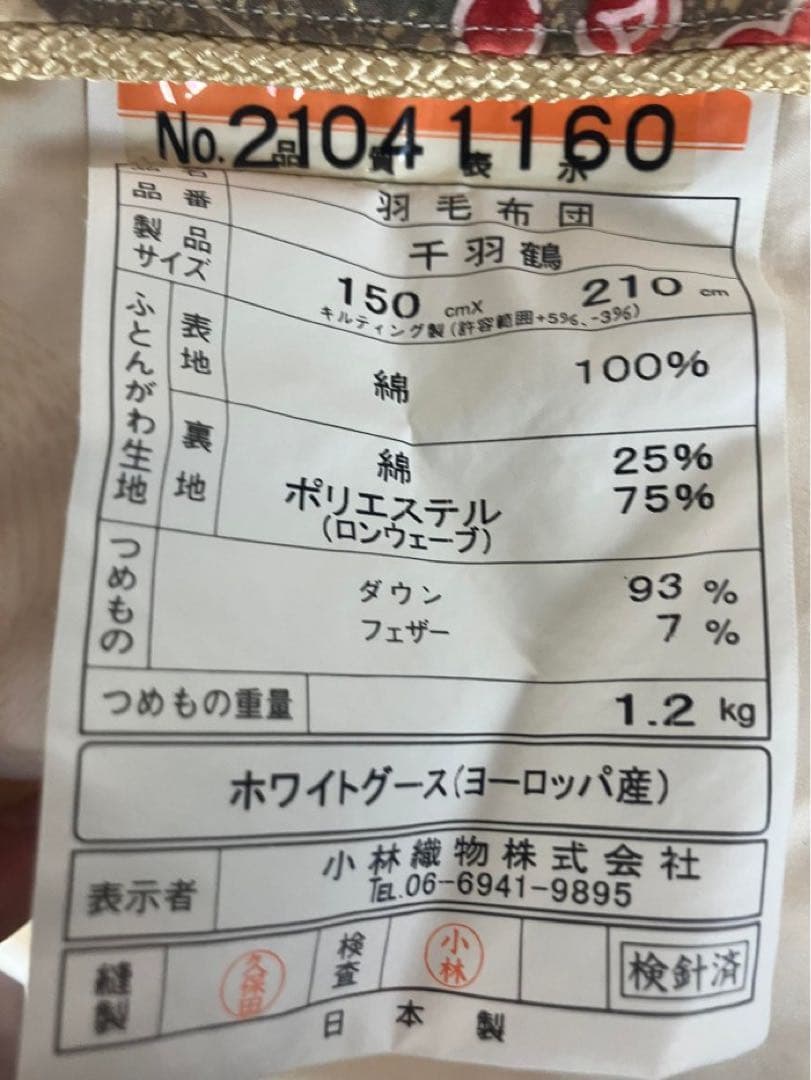 No.21041160
品質表示
品名 羽毛布団
品番 千羽鶴
製品サイズ 150 cmX 210 cm
キルティング製(許容範囲+5%、-3%)
ふとんがわ生地 表地 綿 100%
裏地 綿 25%
ポリエステル 75%
(ロンウェーブ)
つめもの ダウン 93 %
フェザー 7 %
つめもの重量 1.2 kg
ホワイトグース(ヨーロッパ産)
表示者 小林織物株式会社
TEL.06-6941-9895
縫製 久保田 検査 小林 検針済
日本製